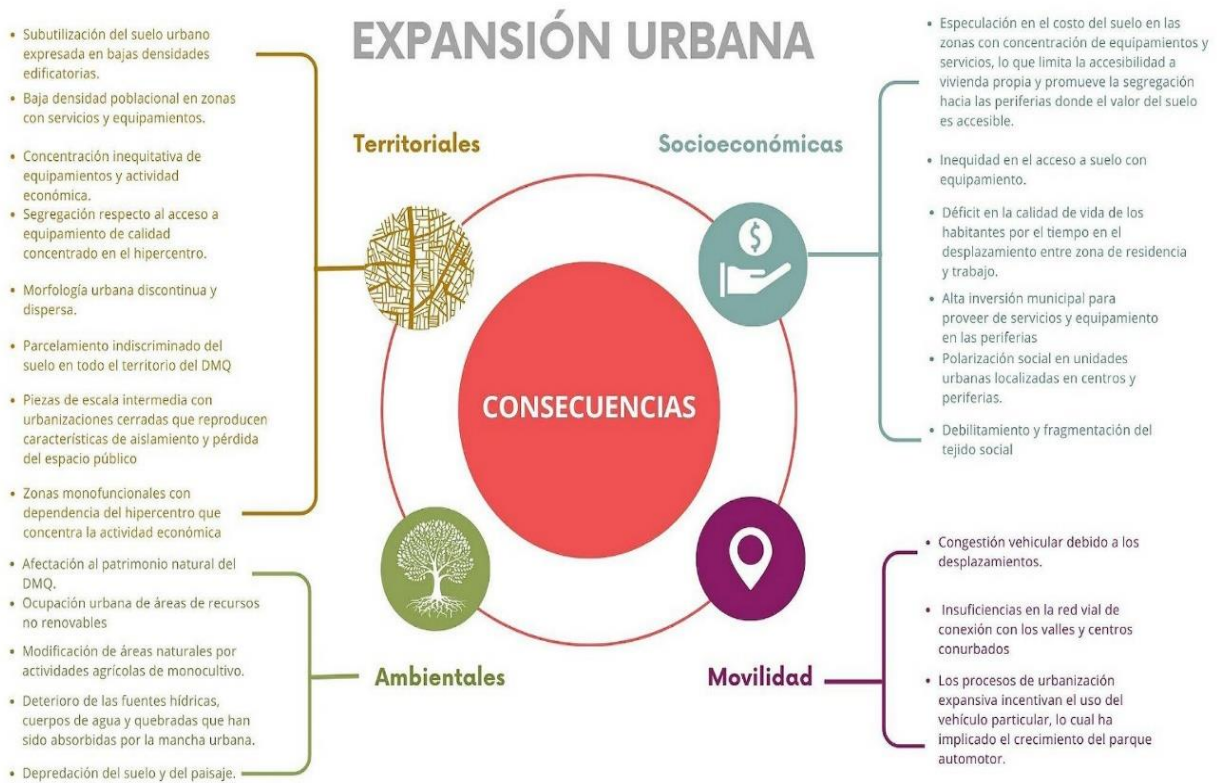 EXPANSIÓN URBANA
Territoriales
• Subutilización del suelo urbano
expresada en bajas densidades
edificatorias.
• Baja densidad poblacional en zonas
con servicios y equipamientos.
• Concentración inequitativa de
equipamientos y actividad
económica.
• Segregación respecto al acceso a
equipamiento de calidad
concentrado en el hipercentro.
• Morfología urbana discontinua y
dispersa.
• Parcelamiento indiscriminado del
suelo en todo el territorio del DMQ
• Piezas de escala intermedia con
urbanizaciones cerradas que reproducen
características de aislamiento y pérdida
del espacio público
• Zonas monofuncionales con
dependencia del hipercentro que
concentra la actividad económica
Socioeconómicas
• Especulación en el costo del suelo en las
zonas con concentración de equipamientos y
servicios, lo que limita la accesibilidad a
vivienda propia y promueve la segregación
hacia las periferias donde el valor del suelo
es accesible.
• Inequidad en el acceso a suelo con
equipamiento.
• Déficit en la calidad de vida de los
habitantes por el tiempo en el
desplazamiento entre zona de residencia
y trabajo.
• Alta inversión municipal para
proveer de servicios y equipamiento
en las periferias
• Polarización social en unidades
urbanas localizadas en centros y
periferias.
• Debilitamiento y fragmentación del
tejido social
$
CONSECUENCIAS
Ambientales
• Afectación al patrimonio natural del
DMQ.
• Ocupación urbana de áreas de recursos
no renovables
• Modificación de áreas naturales por
actividades agrícolas de monocultivo.
• Deterioro de las fuentes hídricas,
cuerpos de agua y quebradas que han
sido absorbidas por la mancha urbana.
• Depredación del suelo y del paisaje.
Movilidad
• Congestión vehicular debido a los
desplazamientos.
• Insuficiencias en la red vial de
conexión con los valles y centros
conurbados
• Los procesos de urbanización
expansiva incentivan el uso del
vehículo particular, lo cual ha
implicado el crecimiento del parque
automotor.